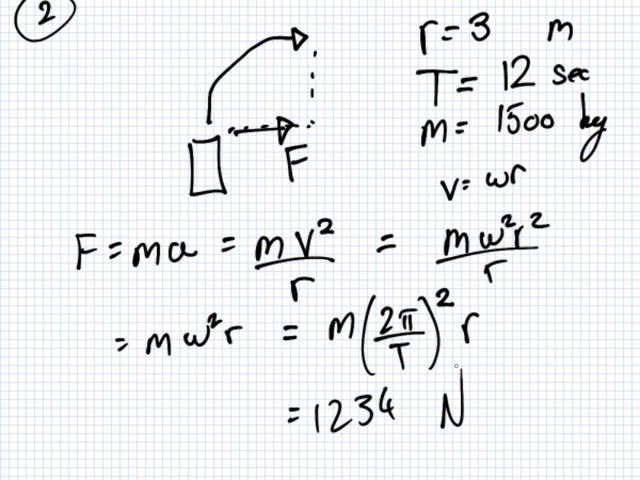 2
r = 3 m
T = 12 sec
m = 1500 kg
F
v = ωr
F = ma = mv²/r = mω²r²/r
= mω²r = m(2π/T)² r
= 1234 N